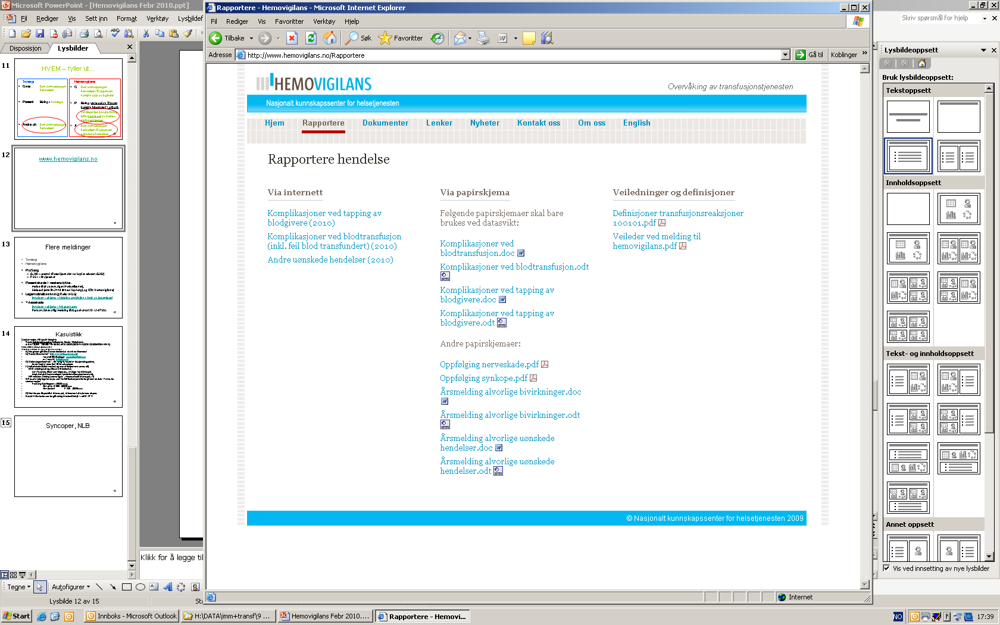 Microsoft PowerPoint - [Hemovigilans Febr 2010.ppt]
Fil Rediger Vis Sett inn Format Verktøy Lysbildef
Skriv spørsmål for hjelp
Disposisjon Lysbilder
11
HVEM – fyller ut...
Synergi
Hemovigilans
12
www.hemovigilans.no
13
Flere meldinger
Synergi
Hemovigilans
ProSang
14
Kasuistikk
15
Syncoper, NLB
Klikk for å legge til
Tegne Autofigurer
Lysbilde 12 av 15
Rapportere - Hemovigilans - Microsoft Internet Explorer
Fil Rediger Vis Favoritter Verktøy Hjelp
Tilbake Søk Favoritter
Adresse http://www.hemovigilans.no/Rapportere Gå til Koblinger »
HEMOVIGILANS
Overvåking av transfusjonstjenesten
Nasjonalt kunnskapssenter for helsetjenesten
Hjem Rapportere Dokumenter Lenker Nyheter Kontakt oss Om oss English
Rapportere hendelse
Via internett
Komplikasjoner ved tapping av
blodgivere (2010)
Komplikasjoner ved blodtransfusjon
(inkl. feil blod transfundert) (2010)
Andre uønskede hendelser (2010)
Via papirskjema
Følgende papirskjemaer skal bare
brukes ved datasvikt:
Komplikasjoner ved
blodtransfusjon.doc
Komplikasjoner ved blodtransfusjon.odt
Komplikasjoner ved tapping av
blodgivere.doc
Komplikasjoner ved tapping av
blodgivere.odt
Andre papirskjemaer:
Oppfølging nerveskade.pdf
Oppfølging synkope.pdf
Årsmelding alvorlige bivirkninger.doc
Årsmelding alvorlige bivirkninger.odt
Årsmelding alvorlige uønskede
hendelser.doc
Årsmelding alvorlige uønskede
hendelser.odt
Veiledninger og definisjoner
Definisjoner transfusjonsreaksjoner
100101.pdf
Veileder ved melding til
hemovigilans.pdf
© Nasjonalt kunnskapssenter for helsetjenesten 2009
Internet
Lysbildeoppsett
Bruk lysbildeoppsett:
Tekstoppsett
Innholdsoppsett
Tekst- og innholdsoppsett
Annet oppsett
Vis ved innsetting av nye lysbilder
Start
Innboks - Microsoft Outlook
H:\DATA\imm+transf\9 ...
Hemovigilans Febr 2010....
Rapportere - Hemovi...
NO
17:39